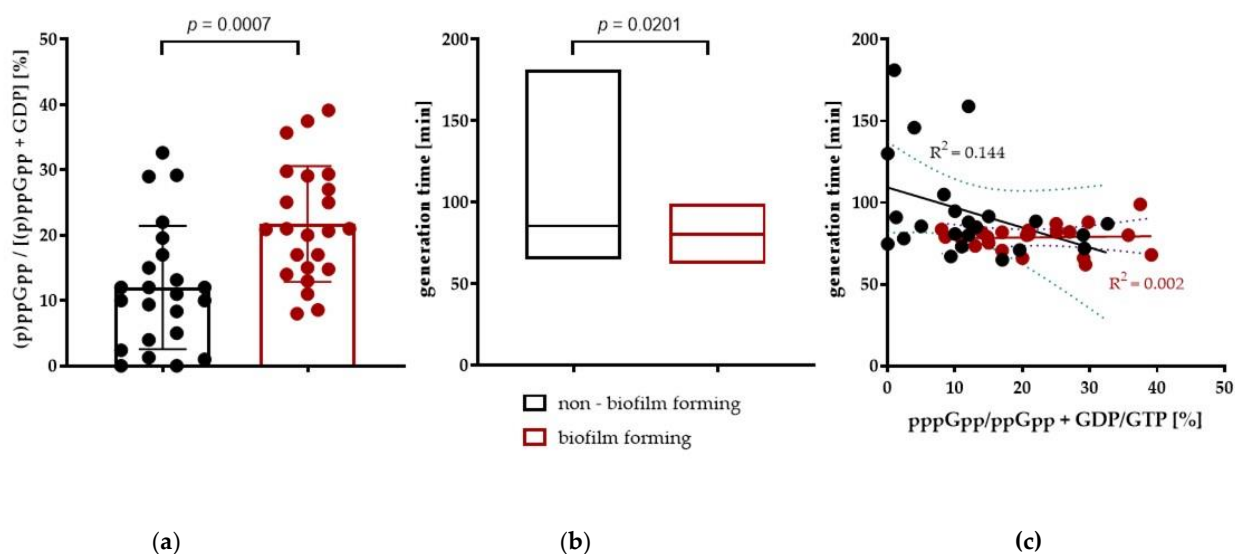 p = 0.0007
(p)ppGpp / [(p)ppGpp + GDP] [%]
50
40
30
20
10
0
p = 0.0201
generation time [min]
200
150
100
50
0
non - biofilm forming
biofilm forming
generation time [min]
200
150
100
50
0
R² = 0.144
R² = 0.002
0 10 20 30 40 50
pppGpp/ppGpp + GDP/GTP [%]
(a) (b) (c)